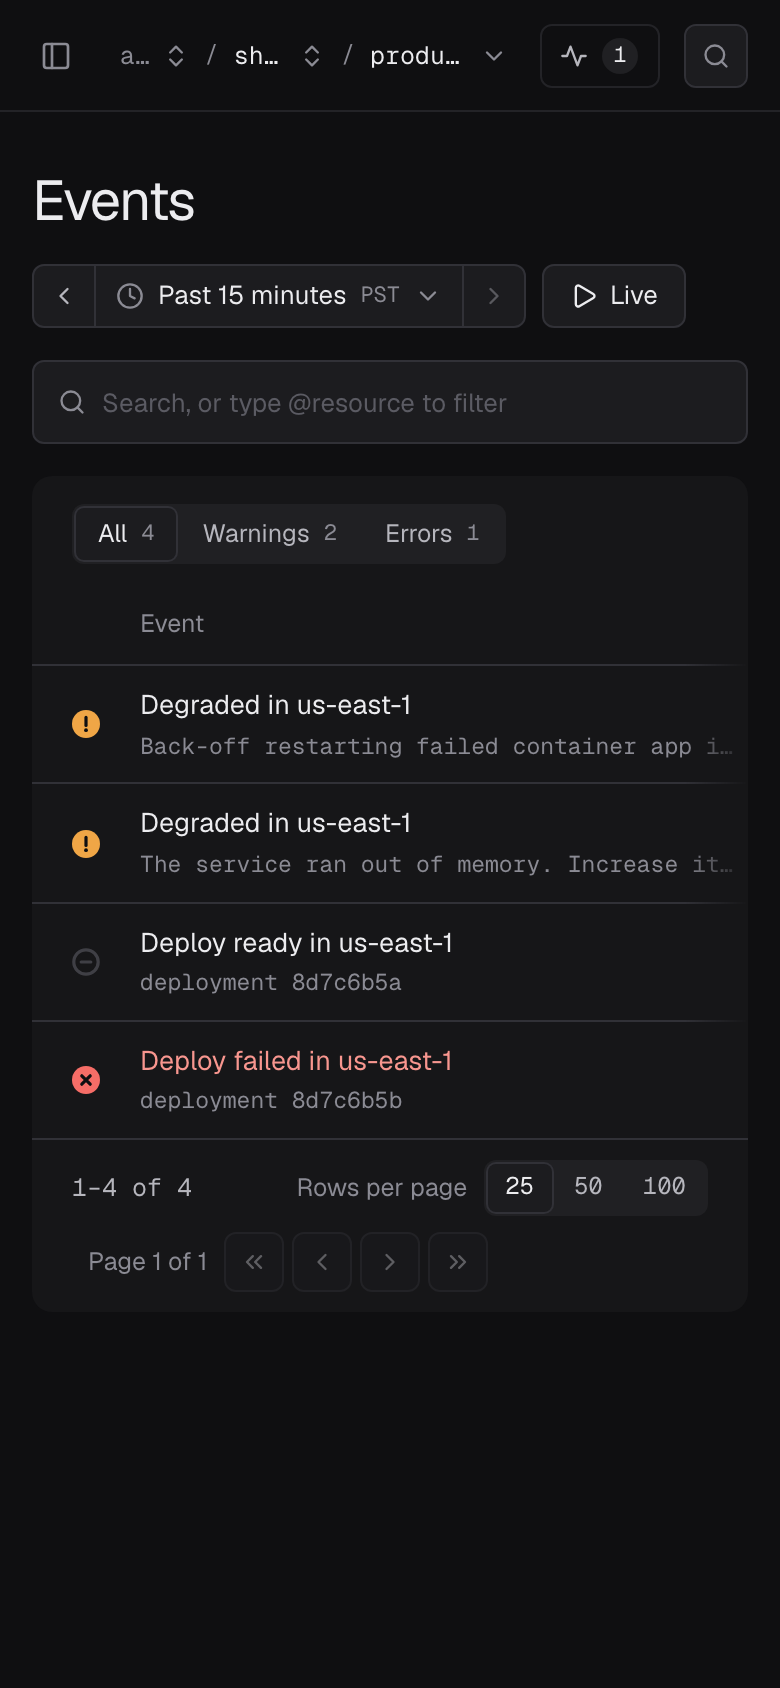 a… / sh… / produ… 1
Events
Past 15 minutes PST Live
Search, or type @resource to filter
All 4 Warnings 2 Errors 1
Event
Degraded in us-east-1
Back-off restarting failed container app i…
Degraded in us-east-1
The service ran out of memory. Increase it…
Deploy ready in us-east-1
deployment 8d7c6b5a
Deploy failed in us-east-1
deployment 8d7c6b5b
1-4 of 4 Rows per page 25 50 100
Page 1 of 1